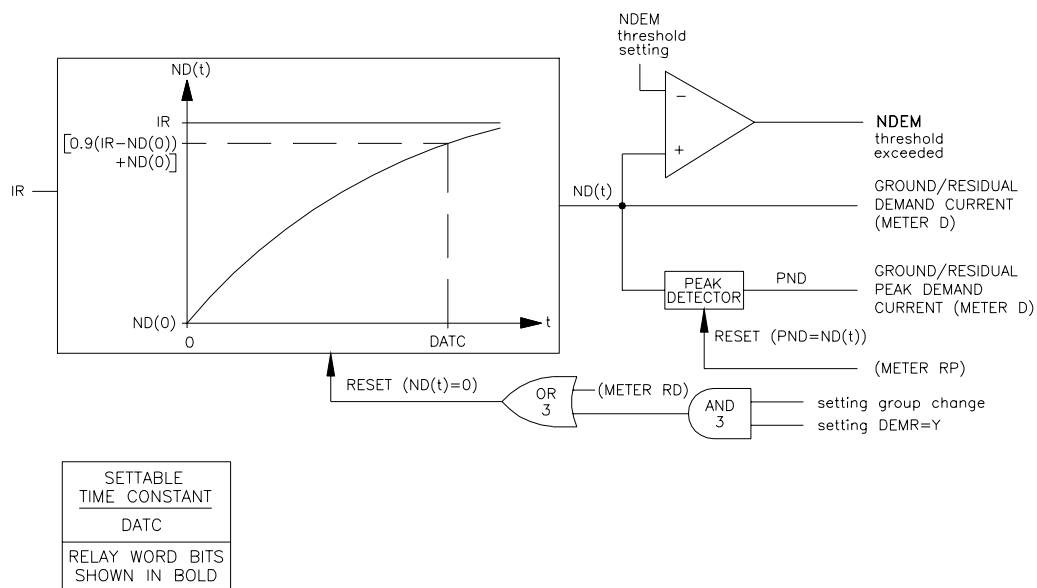 NDEM
threshold
setting
ND(t)
IR
[0.9(IR−ND(0))
+ND(0)]
−
+
NDEM
threshold
exceeded
IR
ND(t)
GROUND/RESIDUAL
DEMAND CURRENT
(METER D)
PEAK
DETECTOR
PND
GROUND/RESIDUAL
PEAK DEMAND
CURRENT (METER D)
ND(0)
t
0
DATC
RESET (PND=ND(t))
(METER RP)
RESET (ND(t)=0)
OR
3
(METER RD)
AND
3
setting group change
setting DEMR=Y
SETTABLE
TIME CONSTANT
DATC
RELAY WORD BITS
SHOWN IN BOLD